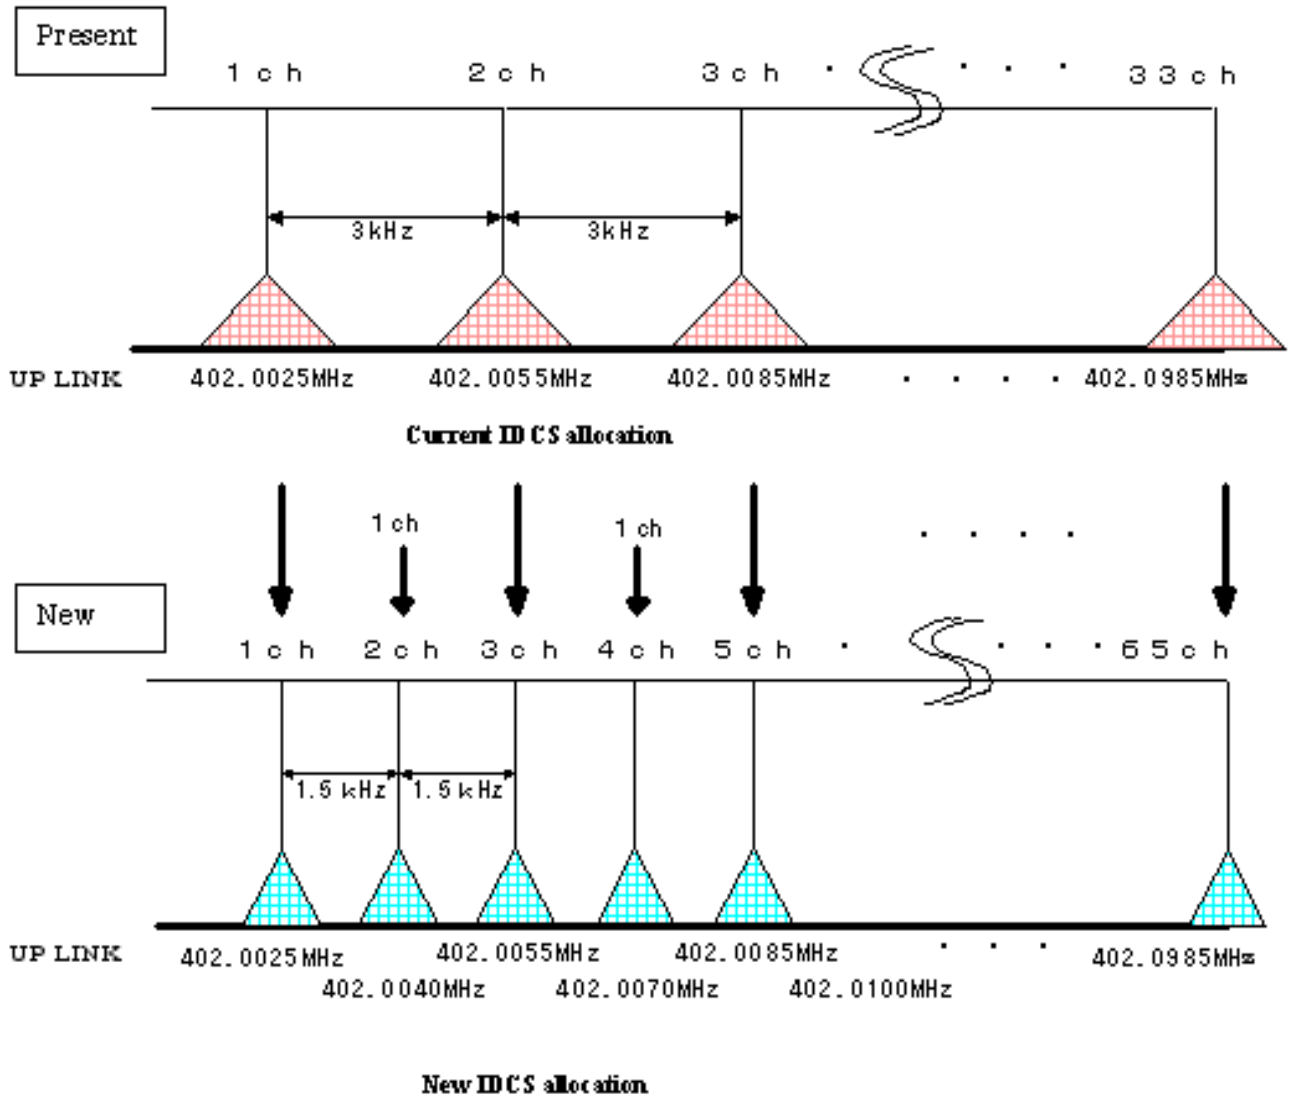 Present
1ch 2ch 3ch · · · · 33ch
3kHz 3kHz
UP LINK 402.0025MHz 402.0055MHz 402.0085MHz · · · · 402.0985MHz
Current IDCS allocation
1ch 1ch · · · ·
New
1ch 2ch 3ch 4ch 5ch · · · · 65ch
1.5kHz 1.5kHz
UP LINK 402.0025MHz 402.0055MHz 402.0085MHz · · · 402.0985MHz
402.0040MHz 402.0070MHz 402.0100MHz
New IDCS allocation